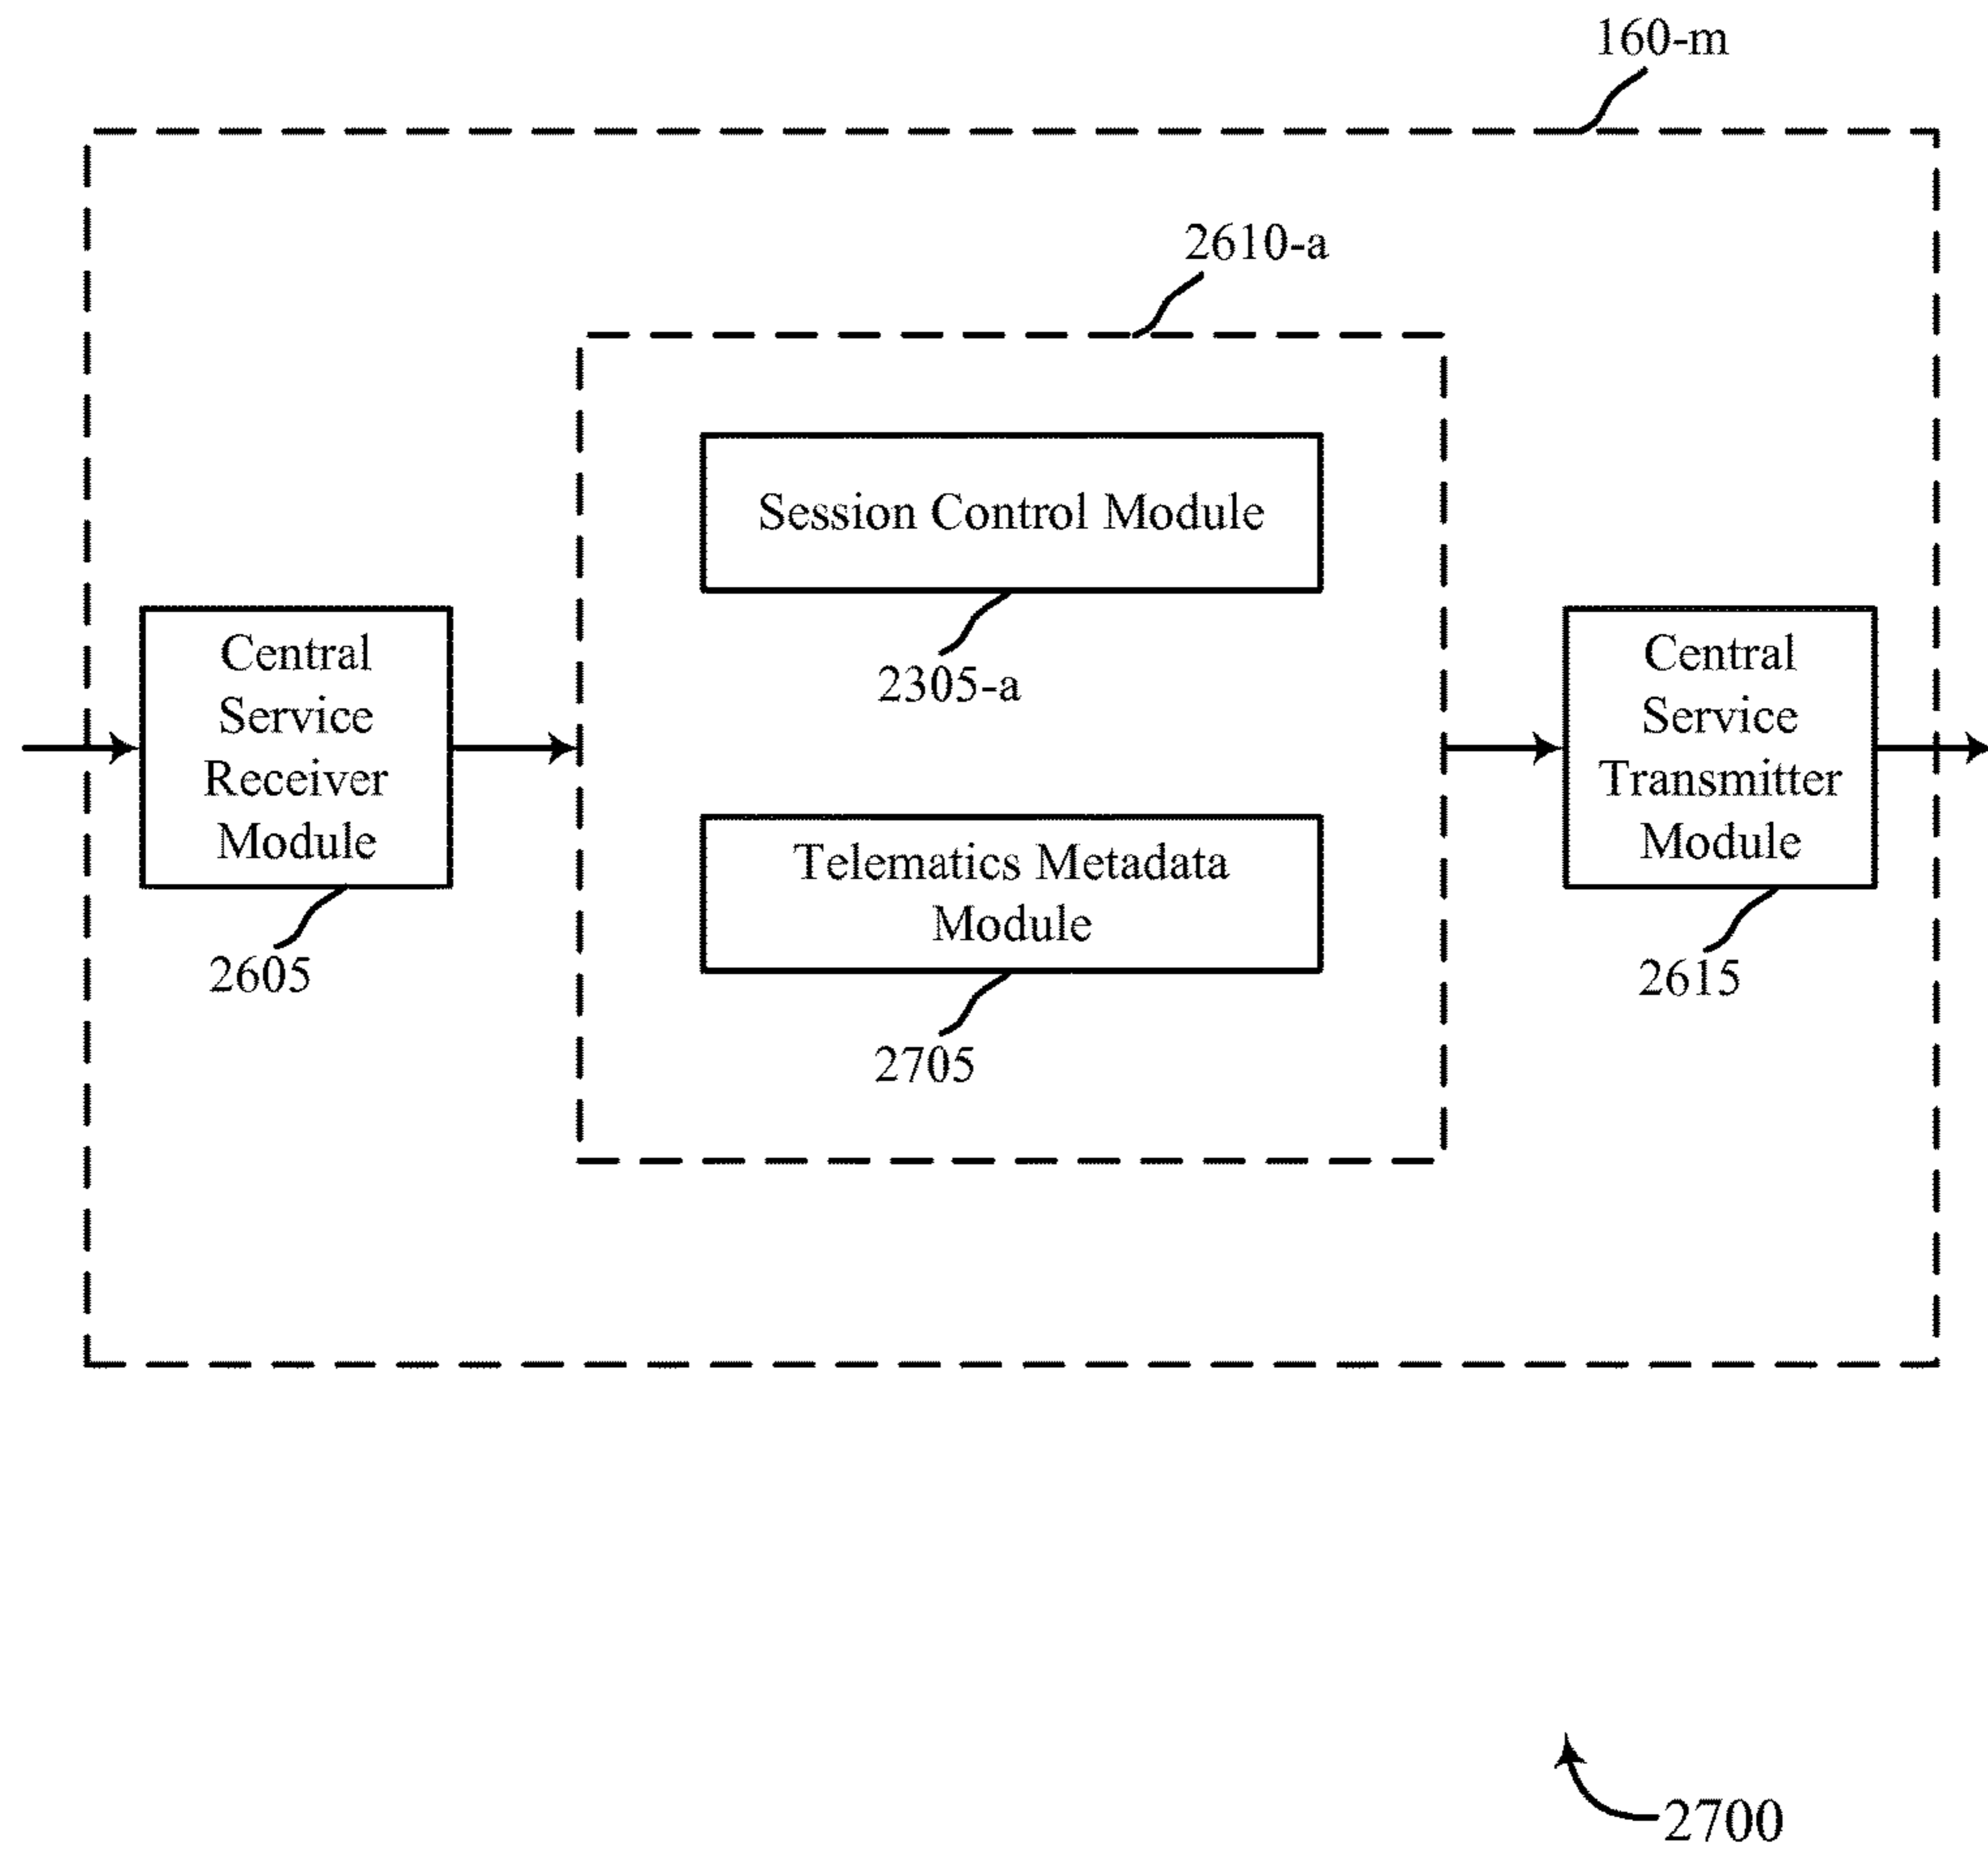 160-m
2610-a
Session Control Module
2305-a
Central
Service
Receiver
Module
2605
Telematics Metadata
Module
2705
Central
Service
Transmitter
Module
2615
2700